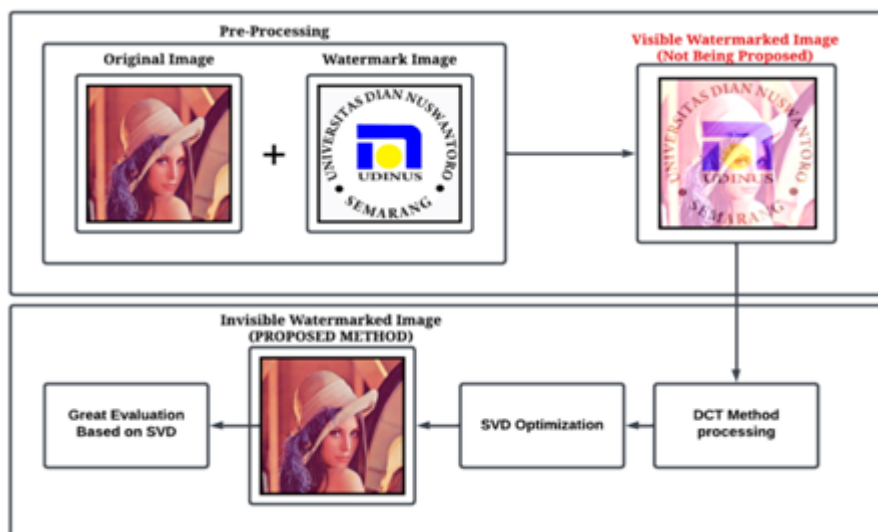 Pre-Processing
Original Image
Watermark Image
Visible Watermarked Image
(Not Being Proposed)
+
UNIVERSITAS DIAN NUSWANTORO
UDINUS
• SEMARANG •
UNIVERSITAS DIAN NUSWANTORO
UDINUS
• SEMARANG •
Invisible Watermarked Image
(PROPOSED METHOD)
Great Evaluation
Based on SVD
SVD Optimization
DCT Method
processing